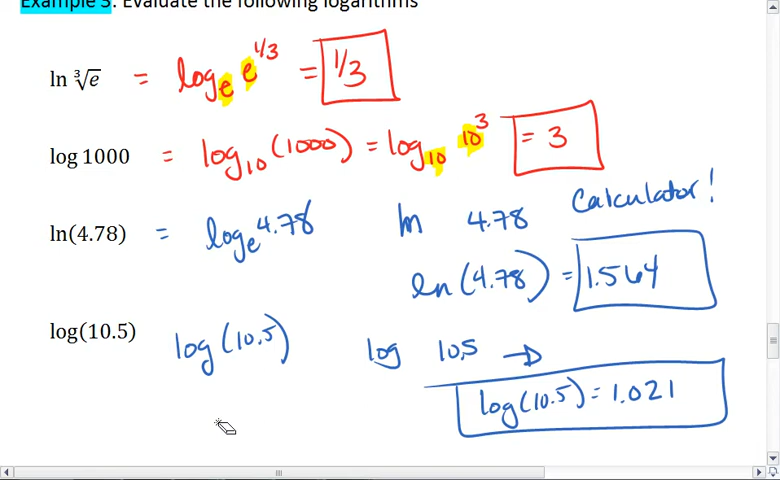 Example 3: Evaluate the following logarithms
ln ∛e = log_e e^1/3 = 1/3
log 1000 = log_10 (1000) = log_10 10^3 = 3
Calculator!
ln(4.78) = log_e 4.78 ln 4.78
ln (4.78) = 1.564
log(10.5) log (10.5) log 10.5 →
log(10.5) = 1.021